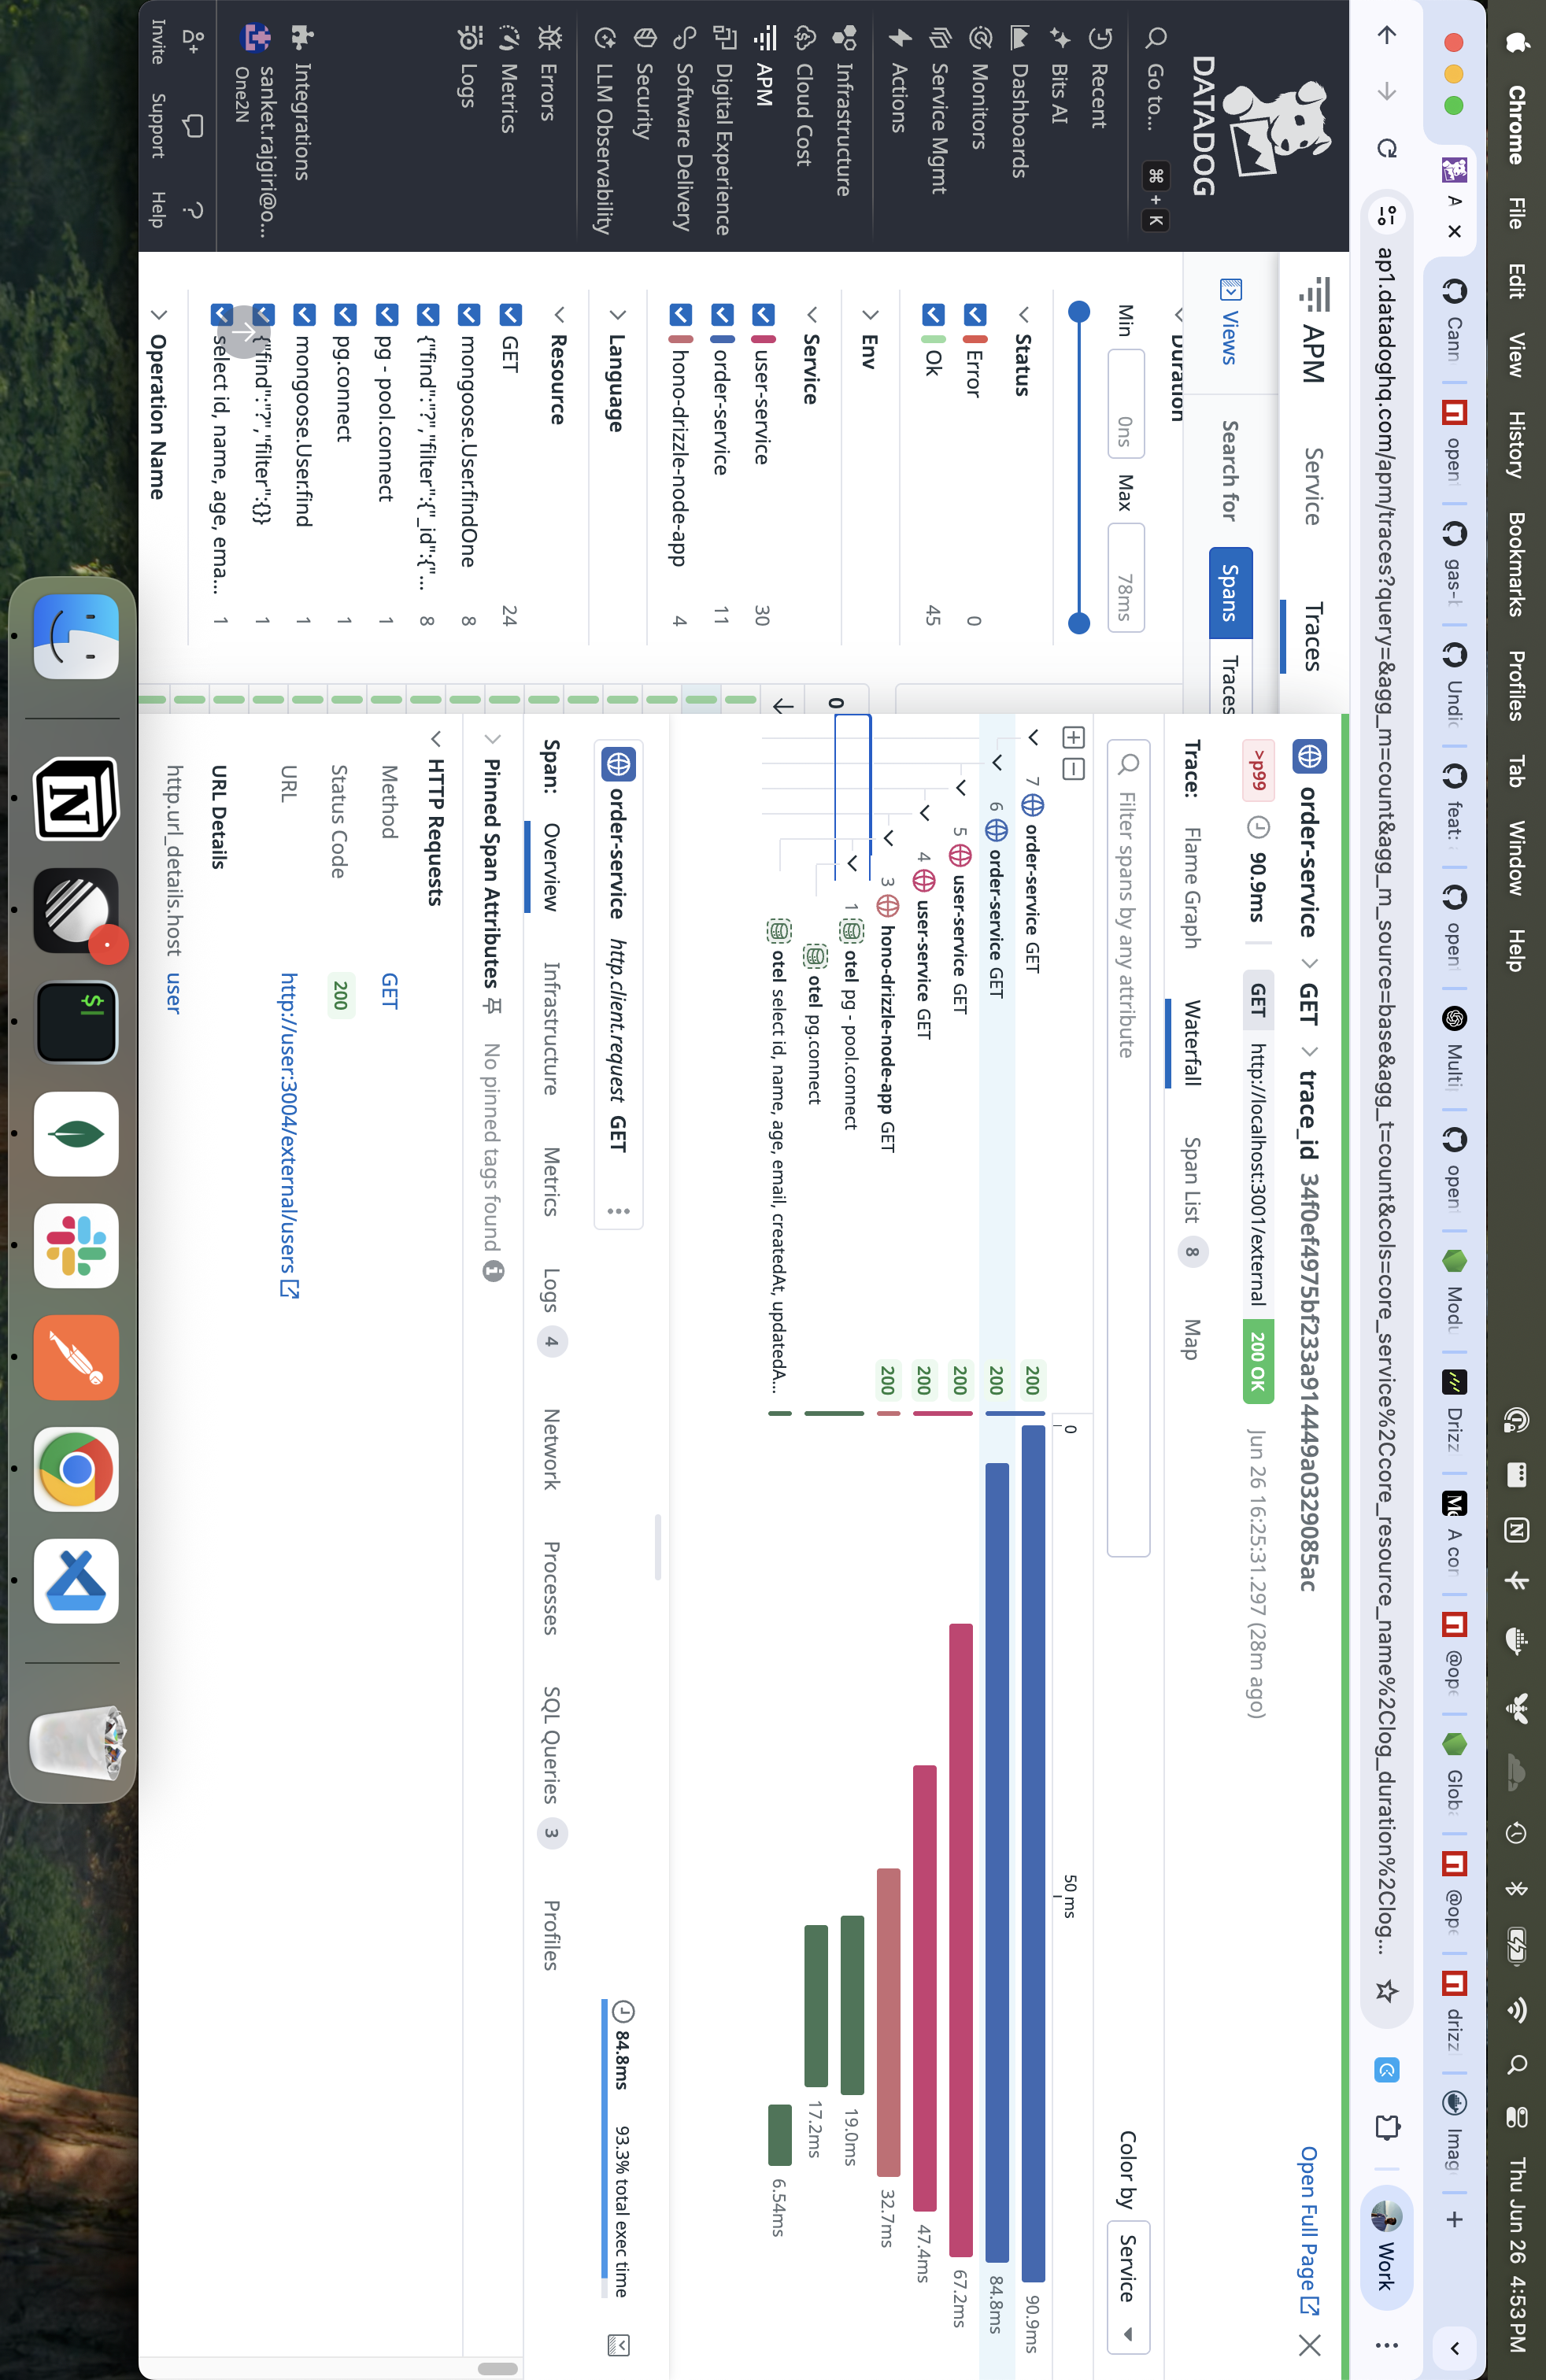 Chrome File Edit View History Bookmarks Profiles Tab Window Help Thu Jun 26 4:53 PM
A Cann open gas- Undi feat: open Multi open Modu Drizz A cor @ope Glob @ope drizz Imag
ap1.datadoghq.com/apm/traces?query=&agg_m=count&agg_m_source=base&agg_t=count&cols=core_service%2Ccore_resource_name%2Clog_duration%2Clog... Work
DATADOG
Go to... ⌘ + K
Recent
Bits AI
Dashboards
Monitors
Service Mgmt
Actions
Infrastructure
Cloud Cost
APM
Digital Experience
Software Delivery
Security
LLM Observability
Errors
Metrics
Logs
Integrations
sanket.rajgiri@o...
One2N
Invite Support Help
APM Service Traces
Views Search for Spans Traces
Duration
Min 0ns Max 78ms
Status
Error 0
Ok 45
Env
Service
user-service 30
order-service 11
hono-drizzle-node-app 4
Language
Resource
GET 24
mongoose.User.findOne 8
{"find":"?","filter":{"_id":{"... 8
pg - pool.connect 1
pg.connect 1
mongoose.User.find 1
{"find":"?","filter":{}} 1
select id, name, age, ema... 1
Operation Name
0
order-service > GET > trace_id 34f0ef4975bf233a914449a0329085ac Open Full Page
>p99 90.9ms GET http://localhost:3001/external 200 OK Jun 26 16:25:31.297 (28m ago)
Trace: Flame Graph Waterfall Span List 8 Map
Filter spans by any attribute Color by Service
0 50 ms
7 order-service GET 200 90.9ms
6 order-service GET 200 84.8ms
5 user-service GET 200 67.2ms
4 user-service GET 200 47.4ms
3 hono-drizzle-node-app GET 200 32.7ms
1 otel pg - pool.connect 19.0ms
otel pg.connect 17.2ms
otel select id, name, age, email, createdAt, updatedA... 6.54ms
order-service http.client.request GET 84.8ms 93.3% total exec time
Span: Overview Infrastructure Metrics Logs 4 Network Processes SQL Queries 3 Profiles
Pinned Span Attributes No pinned tags found
HTTP Requests
Method GET
Status Code 200
URL http://user:3004/external/users
URL Details
http.url_details.host user